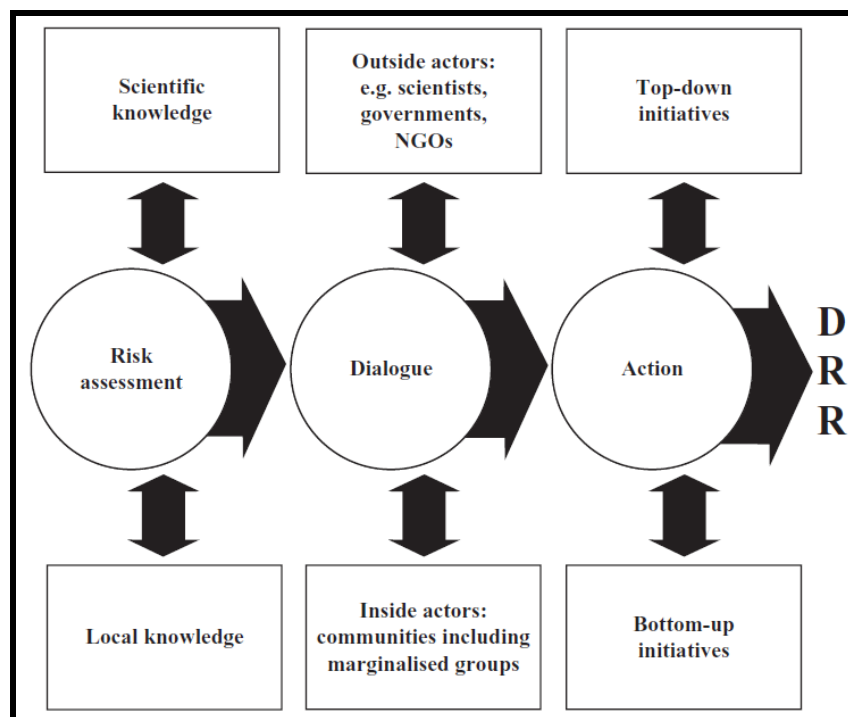 Scientific
knowledge
Outside actors:
e.g. scientists,
governments,
NGOs
Top-down
initiatives
Risk
assessment
Dialogue
Action
D
R
R
Local knowledge
Inside actors:
communities including
marginalised groups
Bottom-up
initiatives